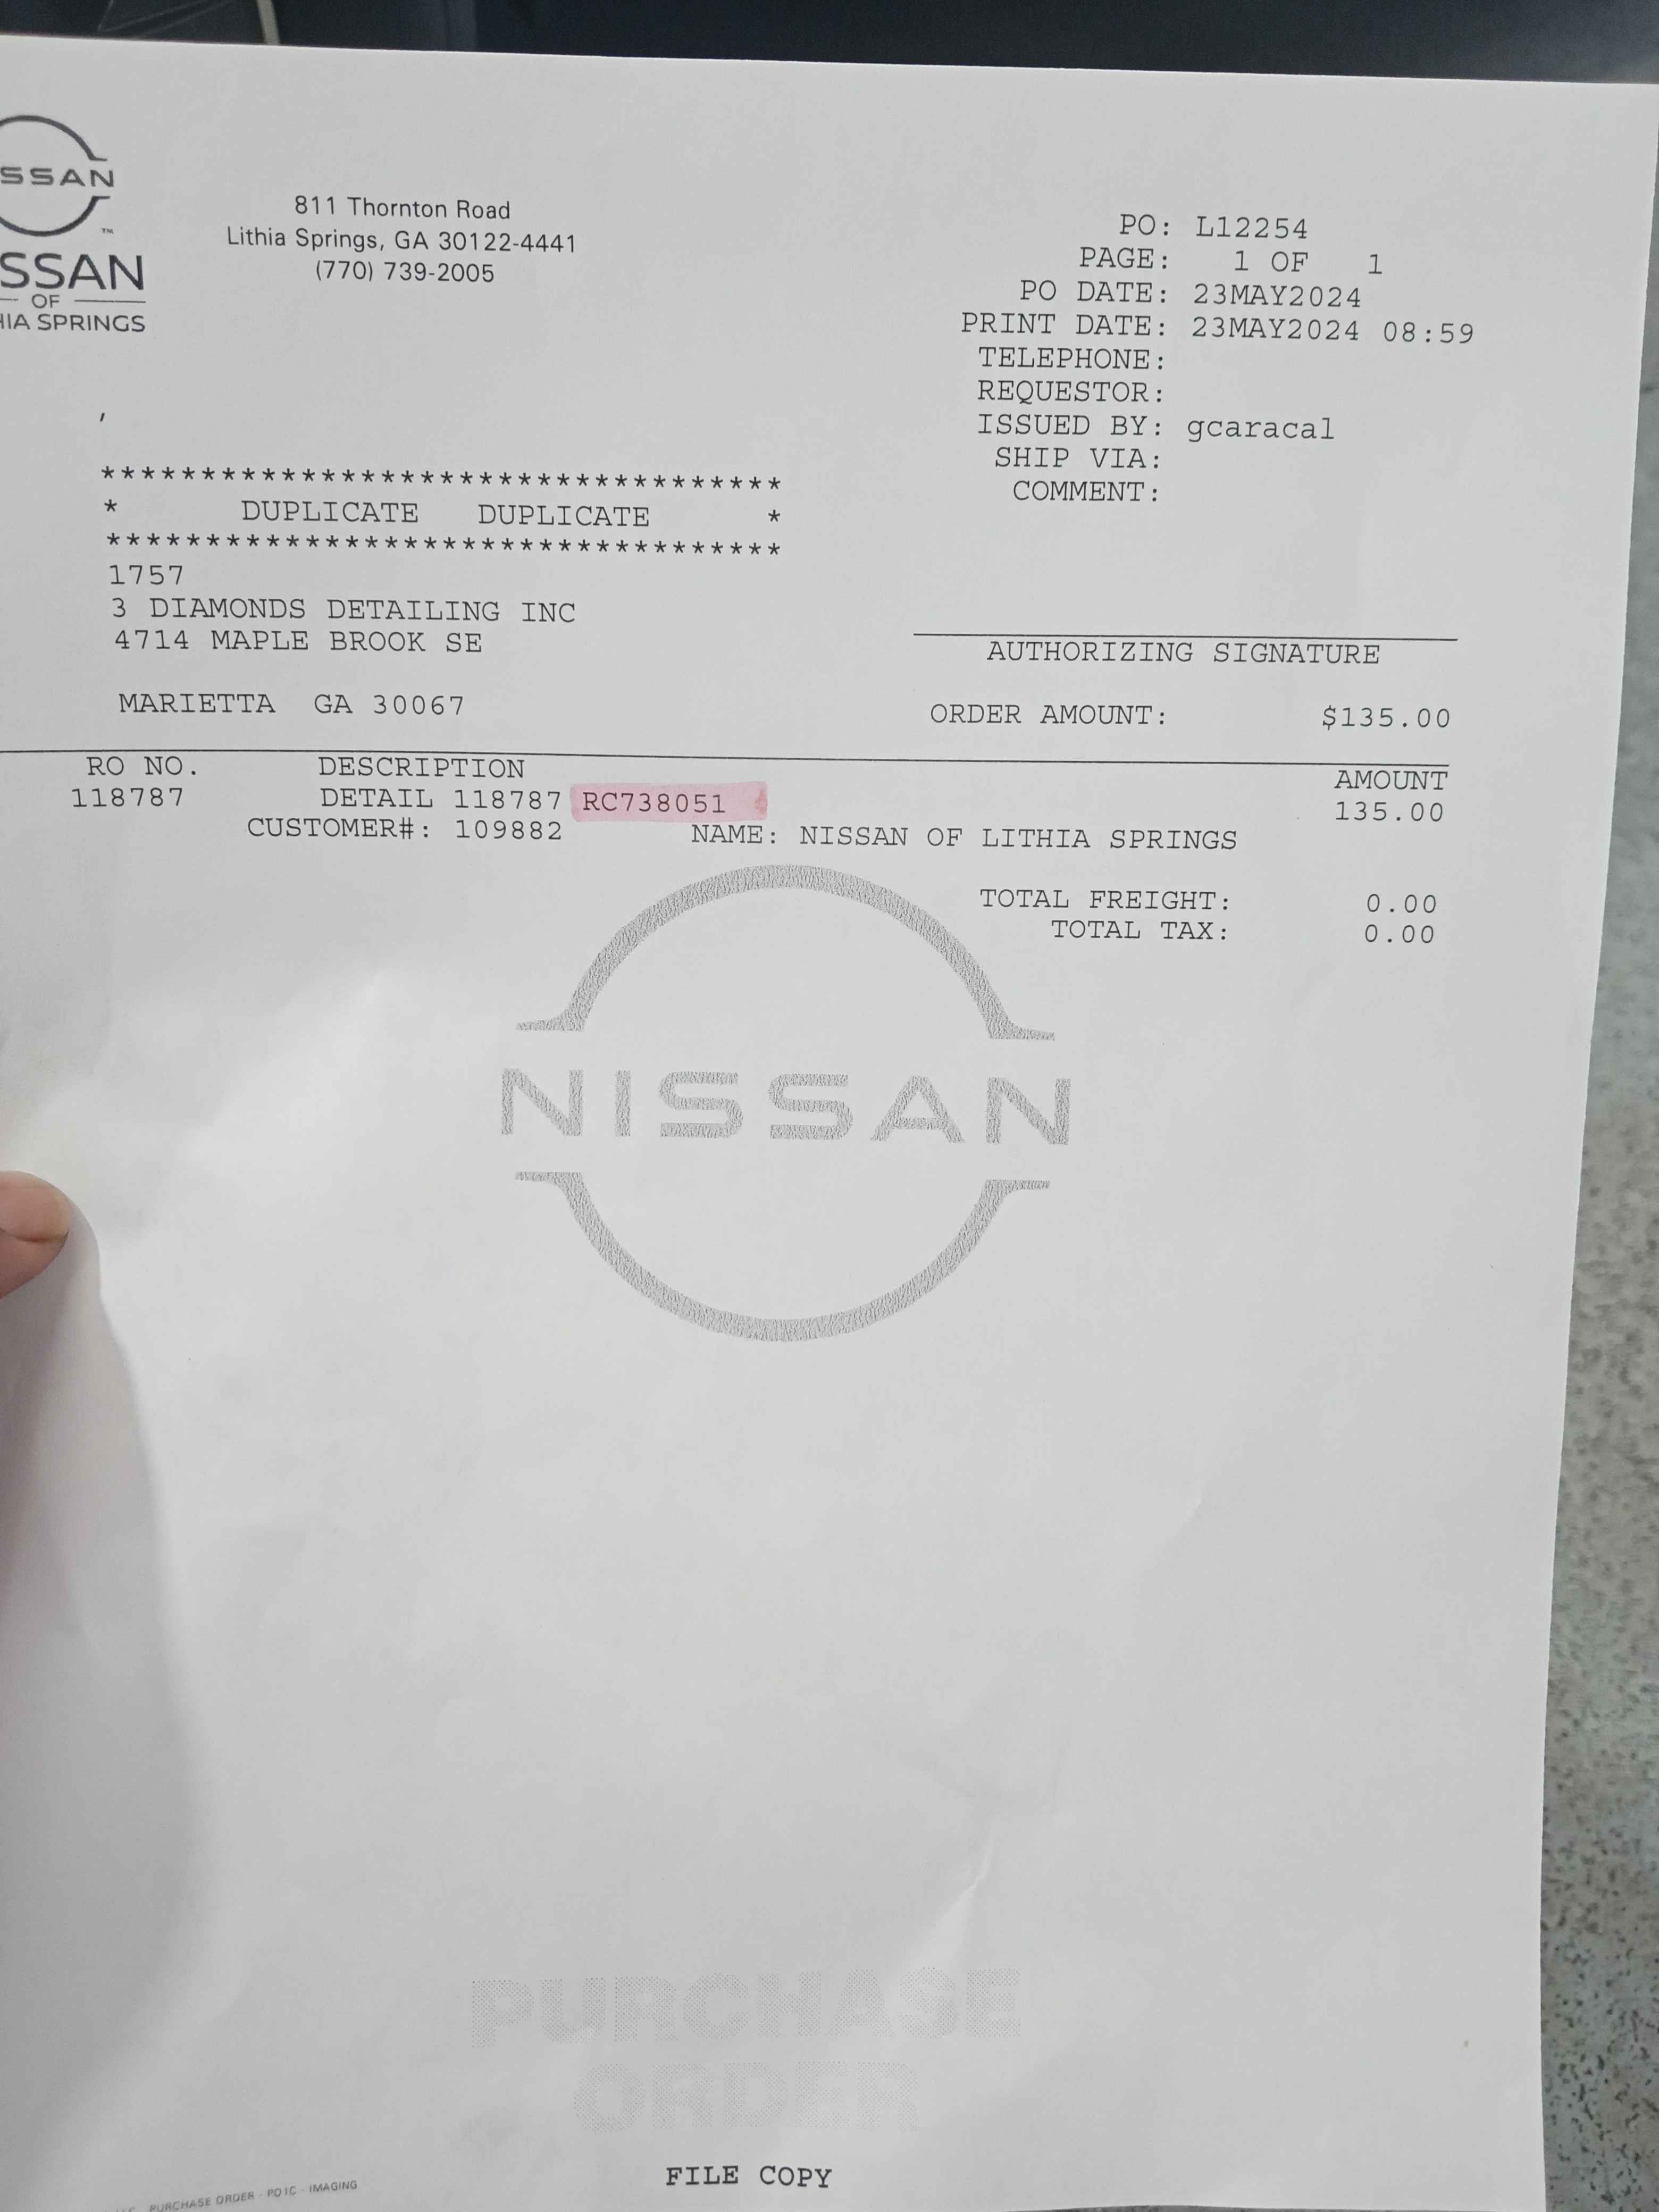 SSAN
SSAN
OF
HIA SPRINGS
811 Thornton Road
Lithia Springs, GA 30122-4441
(770) 739-2005
PO: L12254
PAGE: 1 OF 1
PO DATE: 23MAY2024
PRINT DATE: 23MAY2024 08:59
TELEPHONE:
REQUESTOR:
ISSUED BY: gcaracal
SHIP VIA:
COMMENT:
,
***********************************
* DUPLICATE DUPLICATE *
***********************************
1757
3 DIAMONDS DETAILING INC
4714 MAPLE BROOK SE
MARIETTA GA 30067
AUTHORIZING SIGNATURE
ORDER AMOUNT: $135.00
RO NO. DESCRIPTION AMOUNT
118787 DETAIL 118787 RC738051 135.00
CUSTOMER#: 109882 NAME: NISSAN OF LITHIA SPRINGS
TOTAL FREIGHT: 0.00
TOTAL TAX: 0.00
NISSAN
PURCHASE
ORDER
FILE COPY
LLC PURCHASE ORDER - PDIC - IMAGING